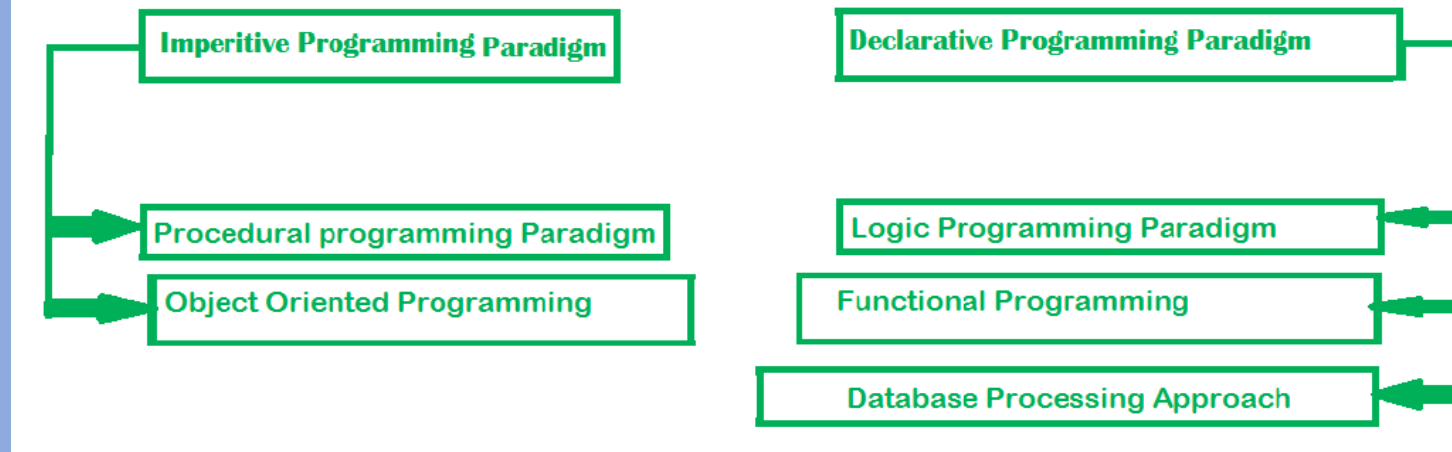 Imperitive Programming Paradigm
Declarative Programming Paradigm
Procedural programming Paradigm
Logic Programming Paradigm
Object Oriented Programming
Functional Programming
Database Processing Approach